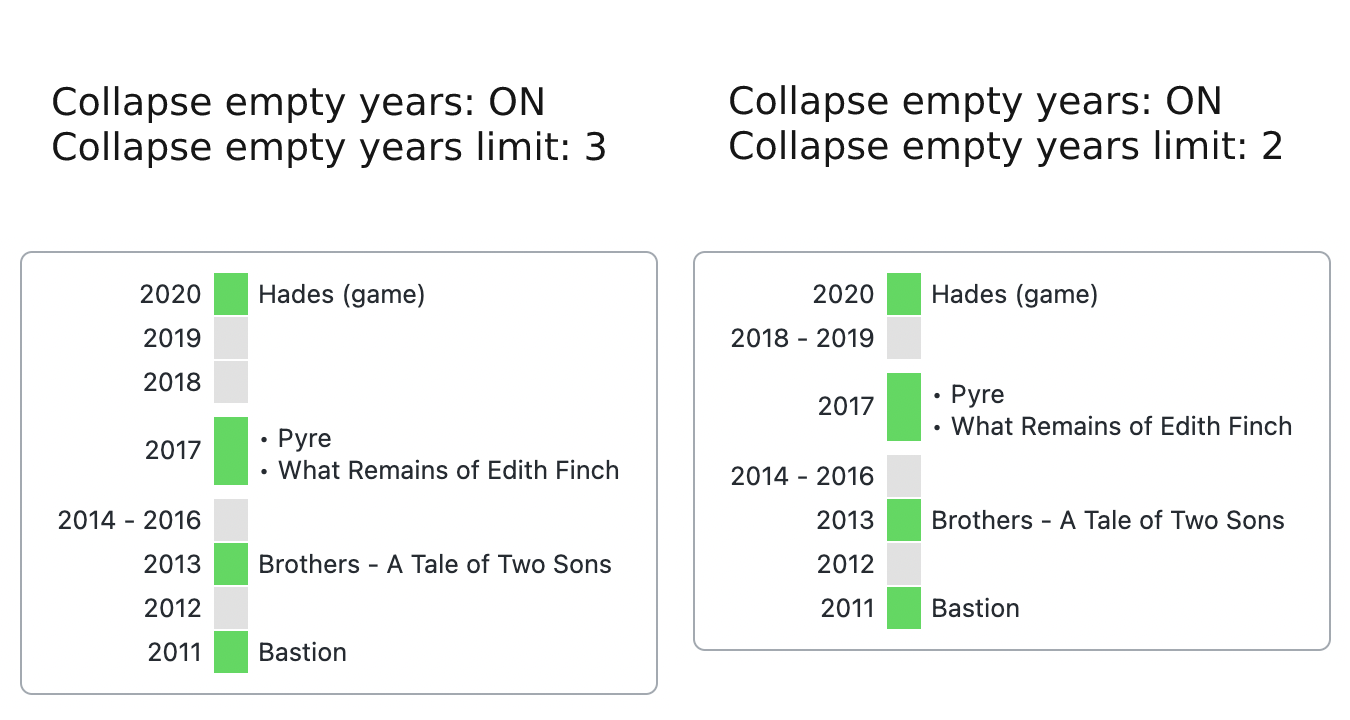 Collapse empty years: ON
Collapse empty years limit: 3
2020 Hades (game)
2019
2018
2017 • Pyre
• What Remains of Edith Finch
2014 - 2016
2013 Brothers - A Tale of Two Sons
2012
2011 Bastion
Collapse empty years: ON
Collapse empty years limit: 2
2020 Hades (game)
2018 - 2019
2017 • Pyre
• What Remains of Edith Finch
2014 - 2016
2013 Brothers - A Tale of Two Sons
2012
2011 Bastion